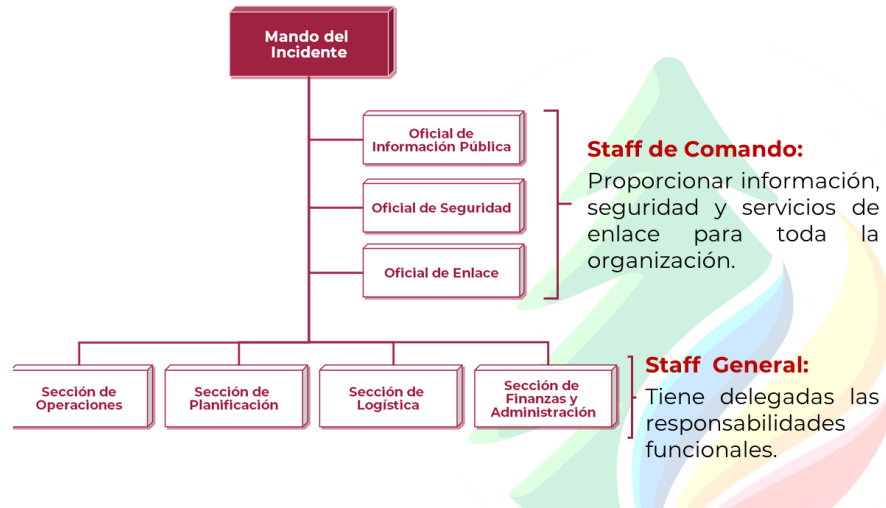 Mando del
Incidente
Oficial de
Información Pública
Oficial de Seguridad
Oficial de Enlace
Staff de Comando:
Proporcionar información,
seguridad y servicios de
enlace para toda la
organización.
Sección de
Operaciones
Sección de
Planificación
Sección de
Logística
Sección de
Finanzas y
Administración
Staff General:
Tiene delegadas las
responsabilidades
funcionales.